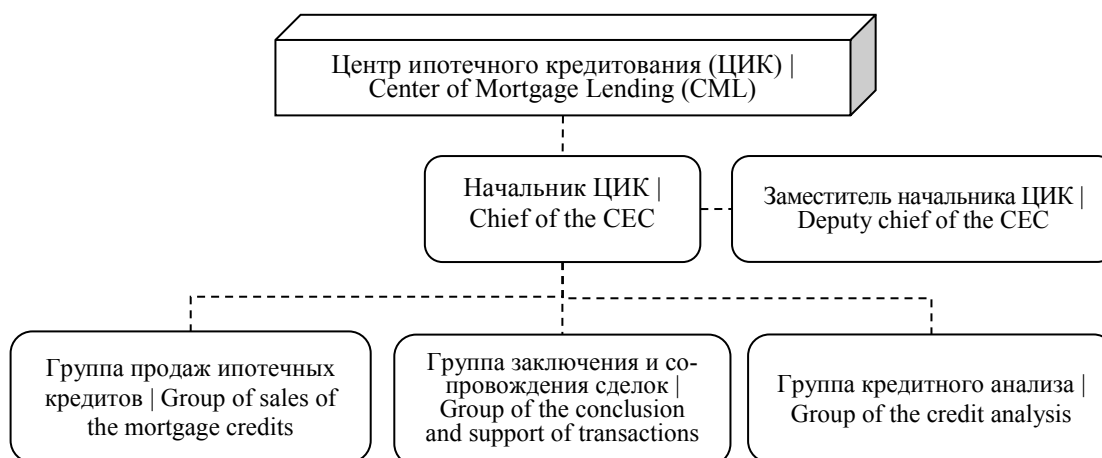 Центр ипотечного кредитования (ЦИК) |
Center of Mortgage Lending (CML)
Начальник ЦИК |
Chief of the CEC
Заместитель начальника ЦИК |
Deputy chief of the CEC
Группа продаж ипотечных
кредитов | Group of sales of
the mortgage credits
Группа заключения и со-
провождения сделок |
Group of the conclusion
and support of transactions
Группа кредитного анализа |
Group of the credit analysis